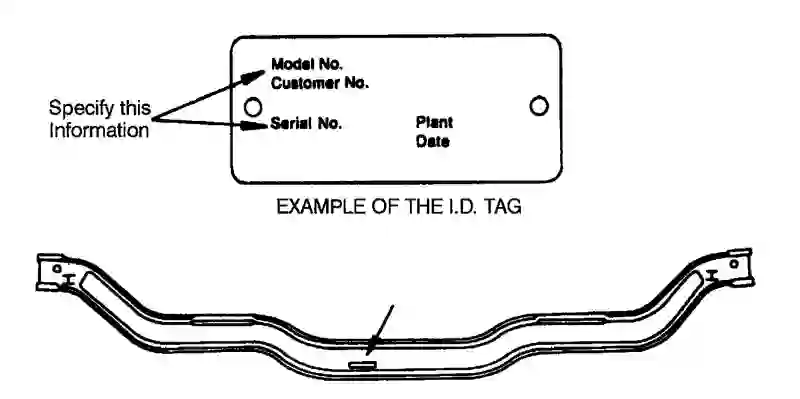 Model No.
Customer No.
Specify this
Information
Serial No.
Plant
Date
EXAMPLE OF THE I.D. TAG